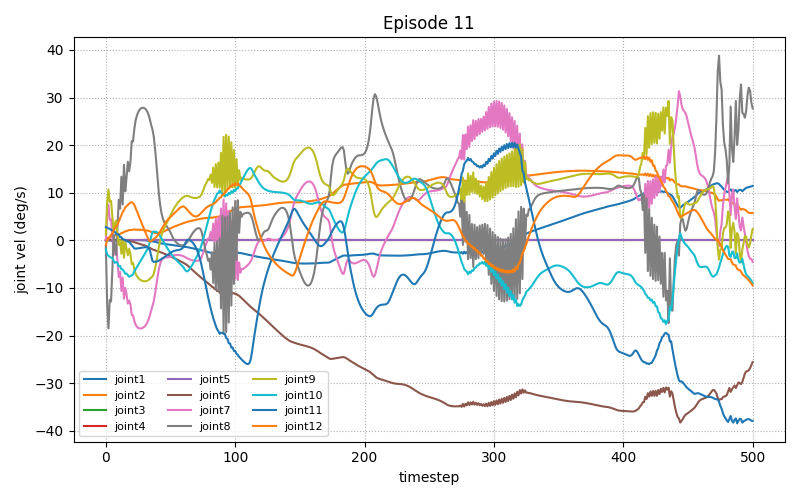 Episode 11
joint vel (deg/s)
40
30
20
10
0
−10
−20
−30
−40
joint1 joint5 joint9
joint2 joint6 joint10
joint3 joint7 joint11
joint4 joint8 joint12
0 100 200 300 400 500
timestep